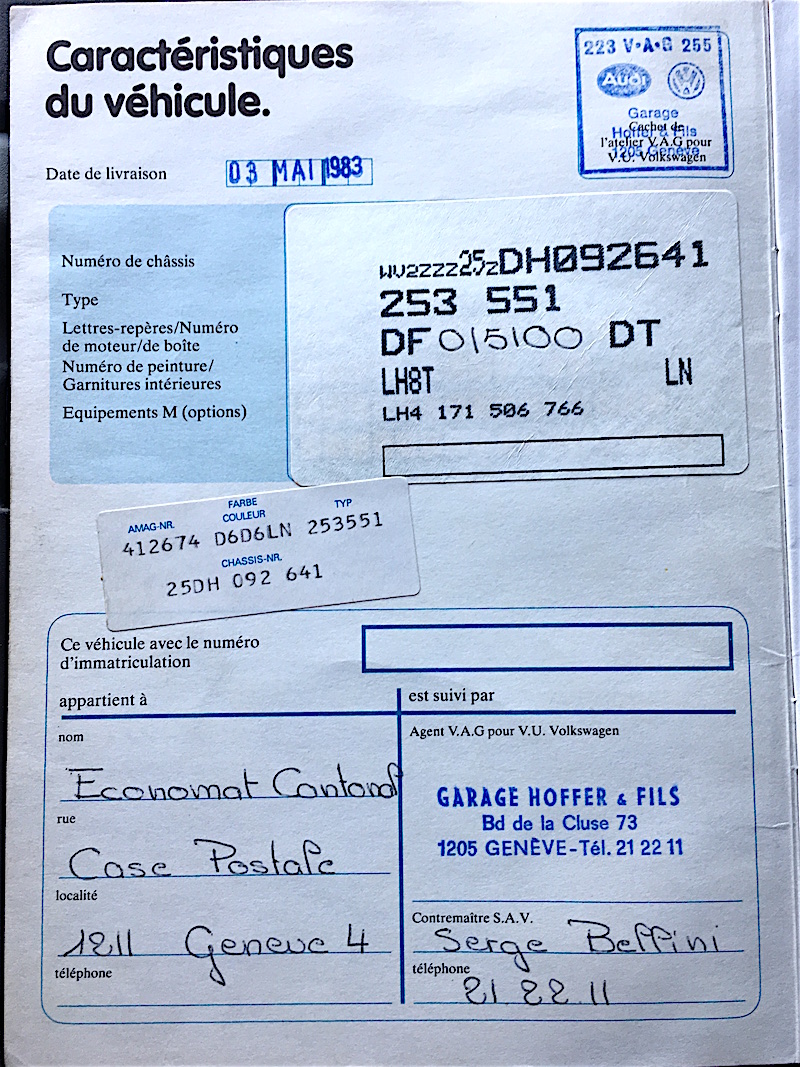 Caractéristiques
du véhicule.
223 V•A•G 255
Audi
Garage
Hoffer & Fils
Cachet de
l'atelier V.A.G pour
1205 Genève
V.U. Volkswagen
Date de livraison 03 MAI 1983
Numéro de châssis WV2ZZZ25ZDH092641
Type 253 551
Lettres-repères/Numéro
de moteur/de boîte DF 015100 DT
Numéro de peinture/
Garnitures intérieures LH8T LN
Equipements M (options) LH4 171 506 766
AMAG-NR. FARBE COULEUR TYP
412674 D6D6LN 253551
CHASSIS-NR.
25DH 092 641
Ce véhicule avec le numéro
d'immatriculation
appartient à
nom
Economat Cantonal
rue
Case Postale
localité
1211 Geneve 4
téléphone
est suivi par
Agent V.A.G pour V.U. Volkswagen
GARAGE HOFFER & FILS
Bd de la Cluse 73
1205 GENÈVE - Tél. 21 22 11
Contremaître S.A.V.
Serge Bellini
téléphone
21 22 11